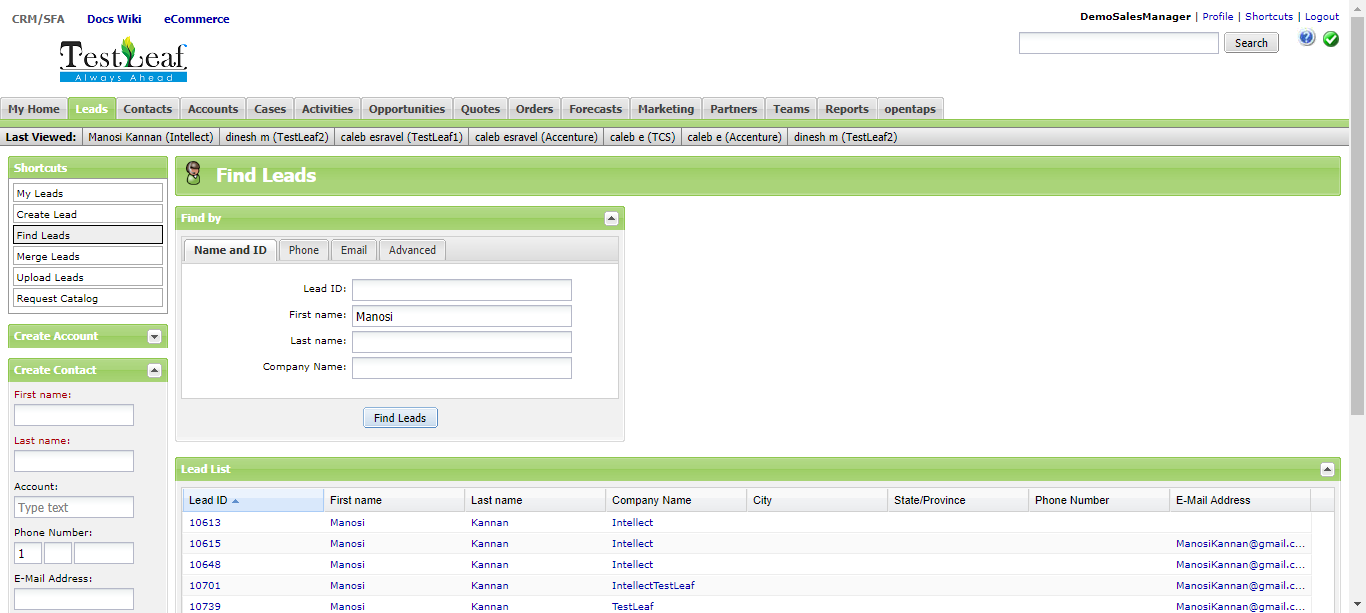 CRM/SFA Docs Wiki eCommerce
DemoSalesManager | Profile | Shortcuts | Logout
Search
TestLeaf
Always Ahead
My Home Leads Contacts Accounts Cases Activities Opportunities Quotes Orders Forecasts Marketing Partners Teams Reports opentaps
Last Viewed: Manosi Kannan (Intellect) dinesh m (TestLeaf2) caleb esravel (TestLeaf1) caleb esravel (Accenture) caleb e (TCS) caleb e (Accenture) dinesh m (TestLeaf2)
Shortcuts
My Leads
Create Lead
Find Leads
Merge Leads
Upload Leads
Request Catalog
Create Account
Create Contact
First name:
Last name:
Account:
Type text
Phone Number:
1
E-Mail Address:
Find Leads
Find by
Name and ID Phone Email Advanced
Lead ID:
First name: Manosi
Last name:
Company Name:
Find Leads
Lead List
Lead ID First name Last name Company Name City State/Province Phone Number E-Mail Address
10613 Manosi Kannan Intellect
10615 Manosi Kannan Intellect ManosiKannan@gmail.c...
10648 Manosi Kannan Intellect ManosiKannan@gmail.c...
10701 Manosi Kannan IntellectTestLeaf ManosiKannan@gmail.c...
10739 Manosi Kannan TestLeaf ManosiKannan@gmail.c...